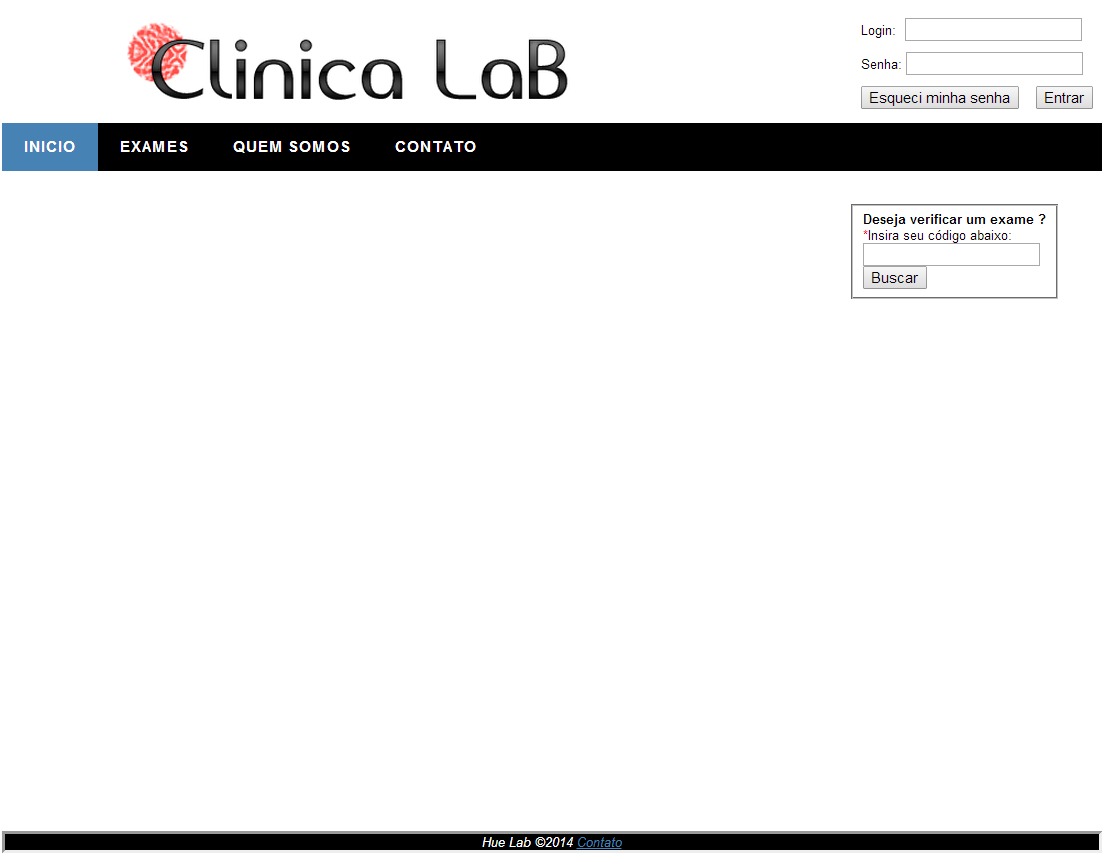 Clinica LaB
Login:
Senha:
Esqueci minha senha Entrar
INICIO EXAMES QUEM SOMOS CONTATO
Deseja verificar um exame ?
*Insira seu código abaixo:
Buscar
Hue Lab ©2014 Contato